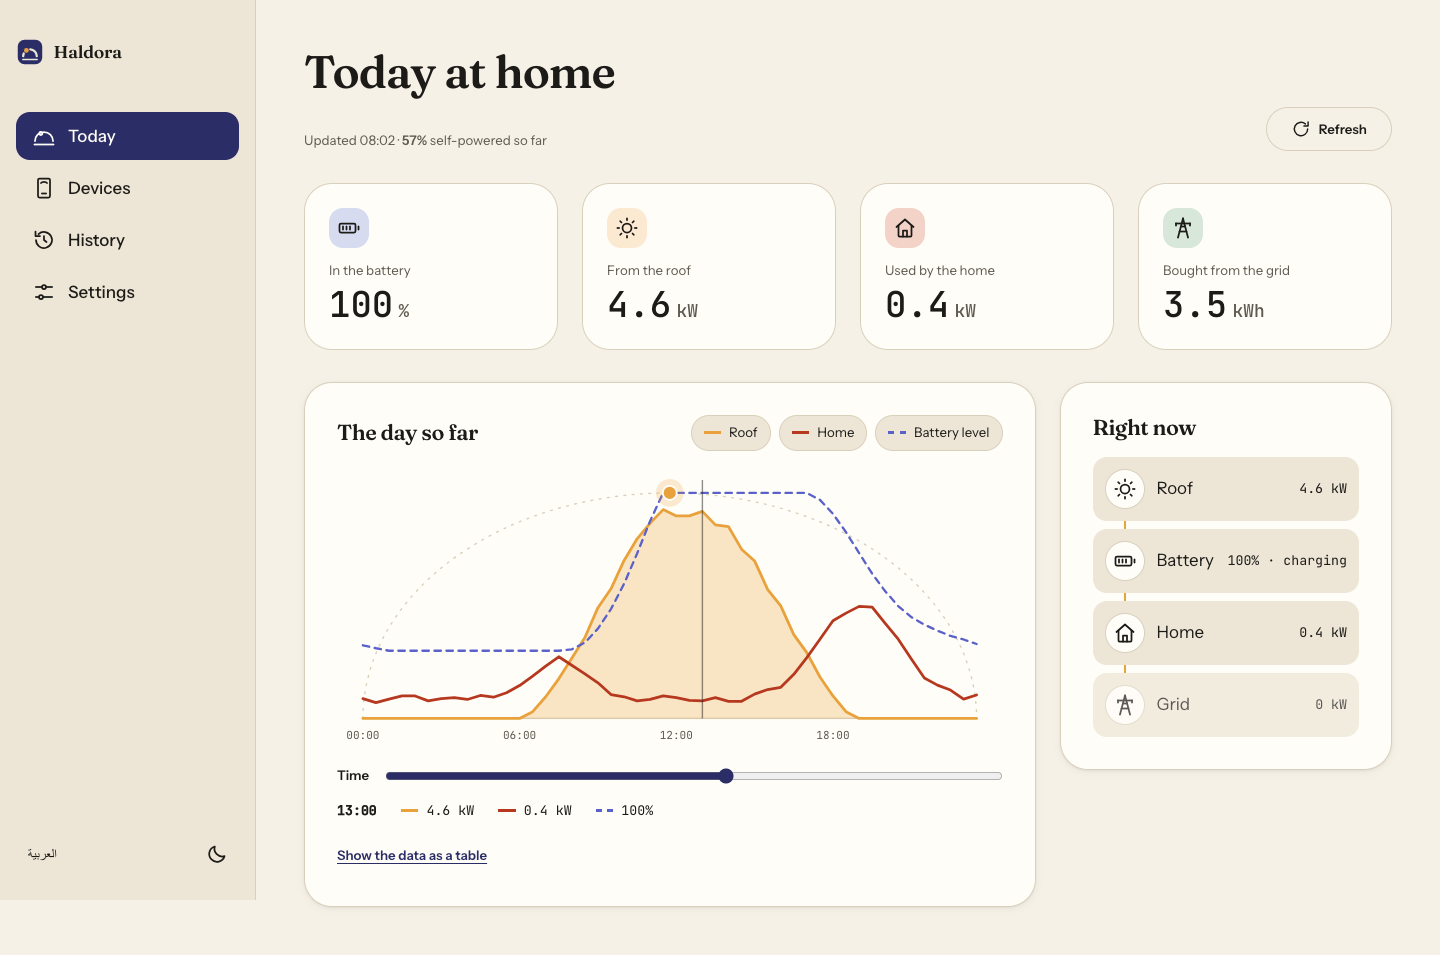 Haldora
Today
Devices
History
Settings
العربية
Today at home
Updated 08:02 · 57% self-powered so far
Refresh
In the battery
100 %
From the roof
4.6 kW
Used by the home
0.4 kW
Bought from the grid
3.5 kWh
The day so far
Roof
Home
Battery level
00:00 06:00 12:00 18:00
Time
13:00 4.6 kW 0.4 kW 100%
Show the data as a table
Right now
Roof 4.6 kW
Battery 100% · charging
Home 0.4 kW
Grid 0 kW